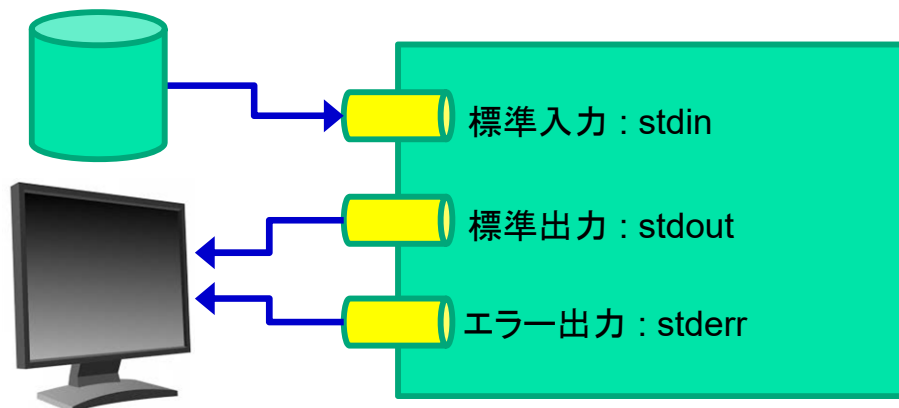 標準入力 : stdin
標準出力 : stdout
エラー出力 : stderr